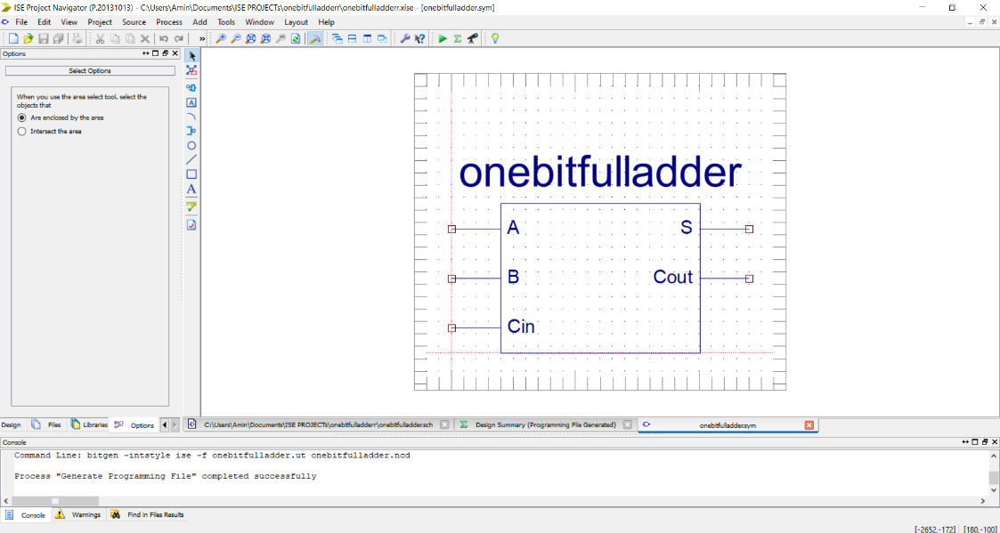 ISE Project Navigator (P.20131013) - C:\Users\Amin\Documents\ISE PROJECTs\onebitfulladderr\onebitfulladderr.xise - [onebitfulladder.sym]
File Edit View Project Source Process Add Tools Window Layout Help
Options
Select Options
When you use the area select tool, select the
objects that
Are enclosed by the area
Intersect the area
onebitfulladder
A S
B Cout
Cin
Design Files Libraries Options C:\Users\Amin\Documents\ISE PROJECTs\onebitfulladderr\onebitfulladder.sch Design Summary (Programming File Generated) onebitfulladder.sym
Console
Command Line: bitgen -intstyle ise -f onebitfulladder.ut onebitfulladder.ncd
Process "Generate Programming File" completed successfully
Console Warnings Find in Files Results
[-2652,-172] [180,-100]